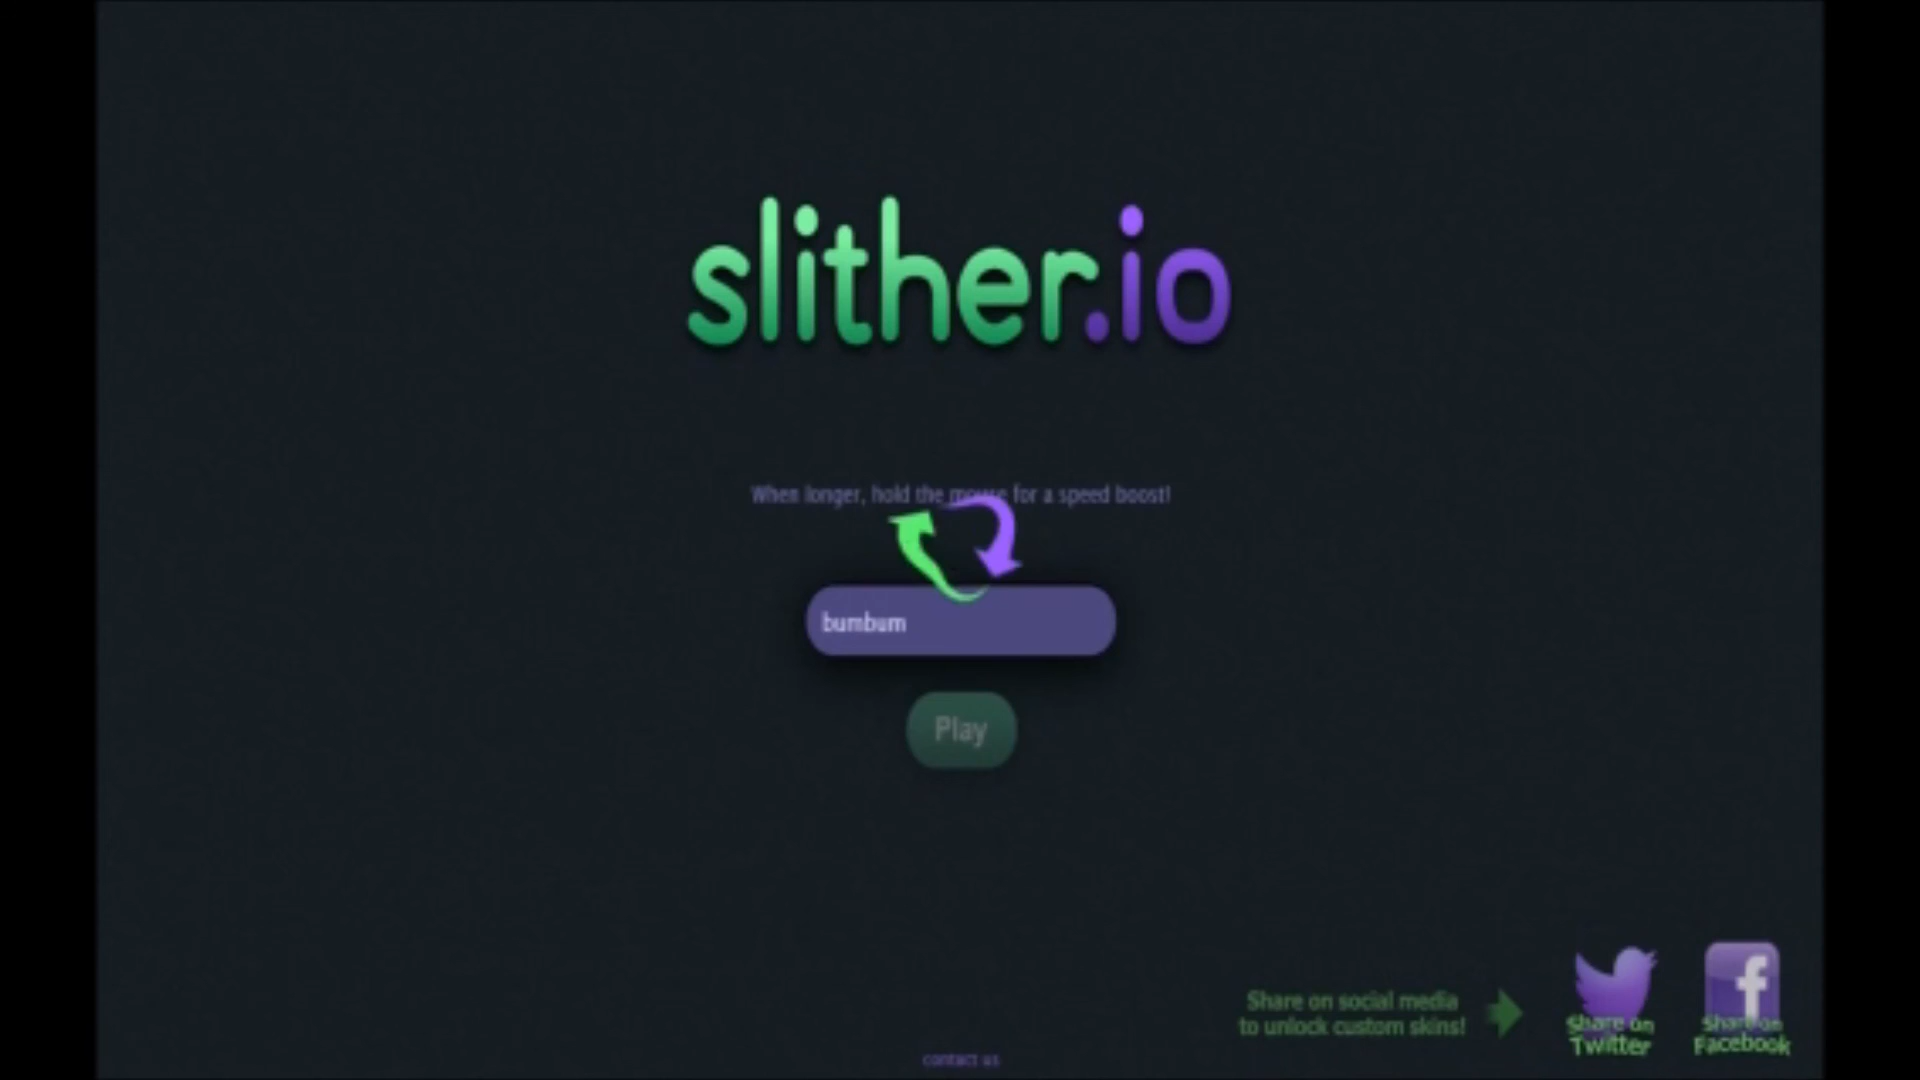 slither.io
When longer, hold the mouse for a speed boost!
bumbum
Play
Share on social media
to unlock custom skins!
Share on
Twitter
Share on
Facebook
contact us